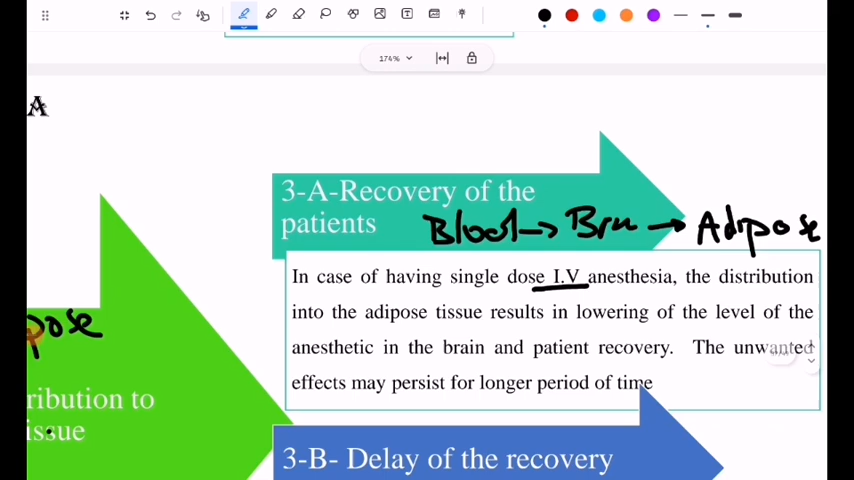 174%
A
3-A-Recovery of the
patients
Blood → Bra → Adipose
In case of having single dose I.V anesthesia, the distribution
into the adipose tissue results in lowering of the level of the
anesthetic in the brain and patient recovery. The unwanted
effects may persist for longer period of time
pose
ribution to
issue
3-B- Delay of the recovery